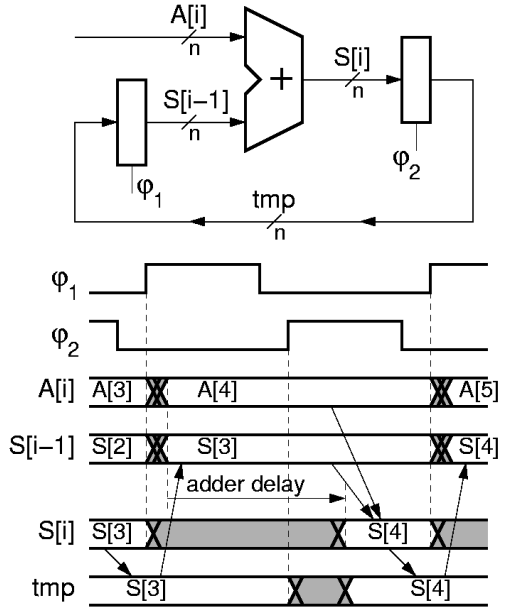 A[i]
n
S[i]
n
S[i−1]
n
+
φ1
φ2
tmp
n
φ1
φ2
A[i] A[3] A[4] A[5]
S[i−1] S[2] S[3] S[4]
adder delay
S[i] S[3] S[4]
tmp S[3] S[4]